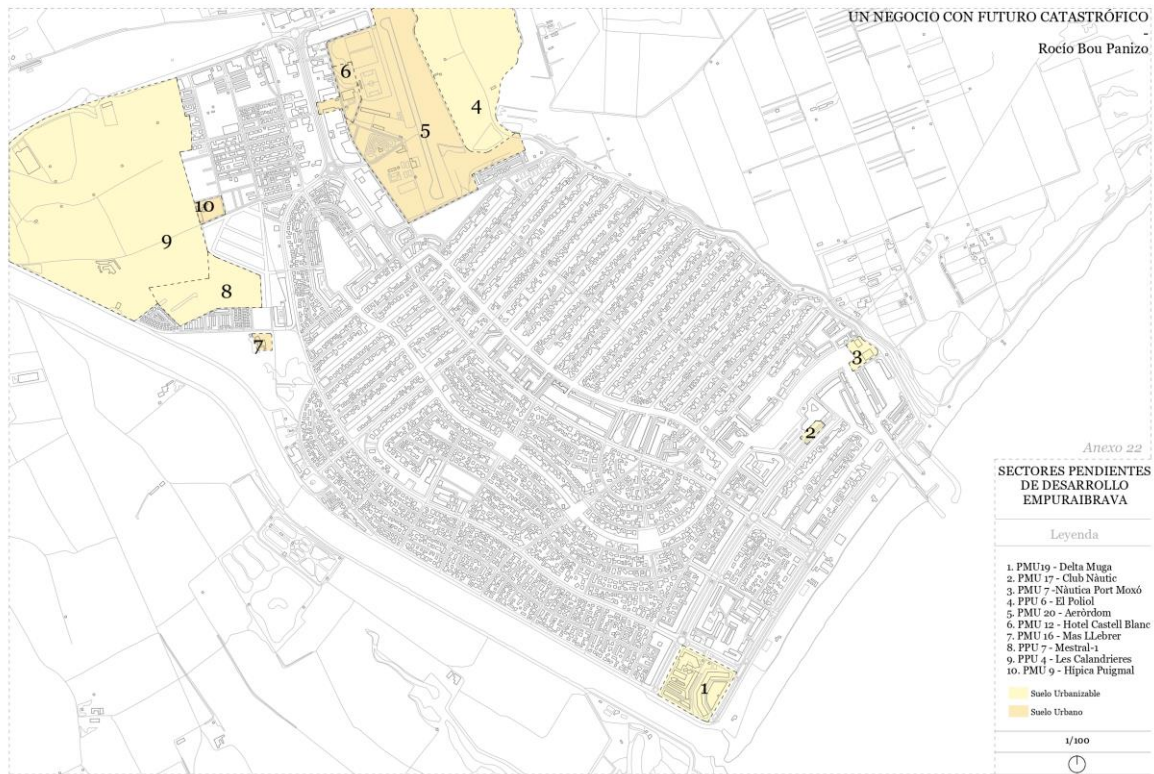 UN NEGOCIO CON FUTURO CATASTRÓFICO
-
Rocío Bou Panizo
6
4
5
10
9
8
7
3
2
1
Anexo 22
SECTORES PENDIENTES
DE DESARROLLO
EMPURAIBRAVA
Leyenda
1. PMU19 - Delta Muga
2. PMU 17 - Club Nàutic
3. PMU 7 -Nàutica Port Moxó
4. PPU 6 - El Poliol
5. PMU 20 - Aeròrdom
6. PMU 12 - Hotel Castell Blanc
7. PMU 16 - Mas LLebrer
8. PPU 7 - Mestral-1
9. PPU 4 - Les Calandrieres
10. PMU 9 - Hípica Puigmal
Suelo Urbanizable
Suelo Urbano
1/100